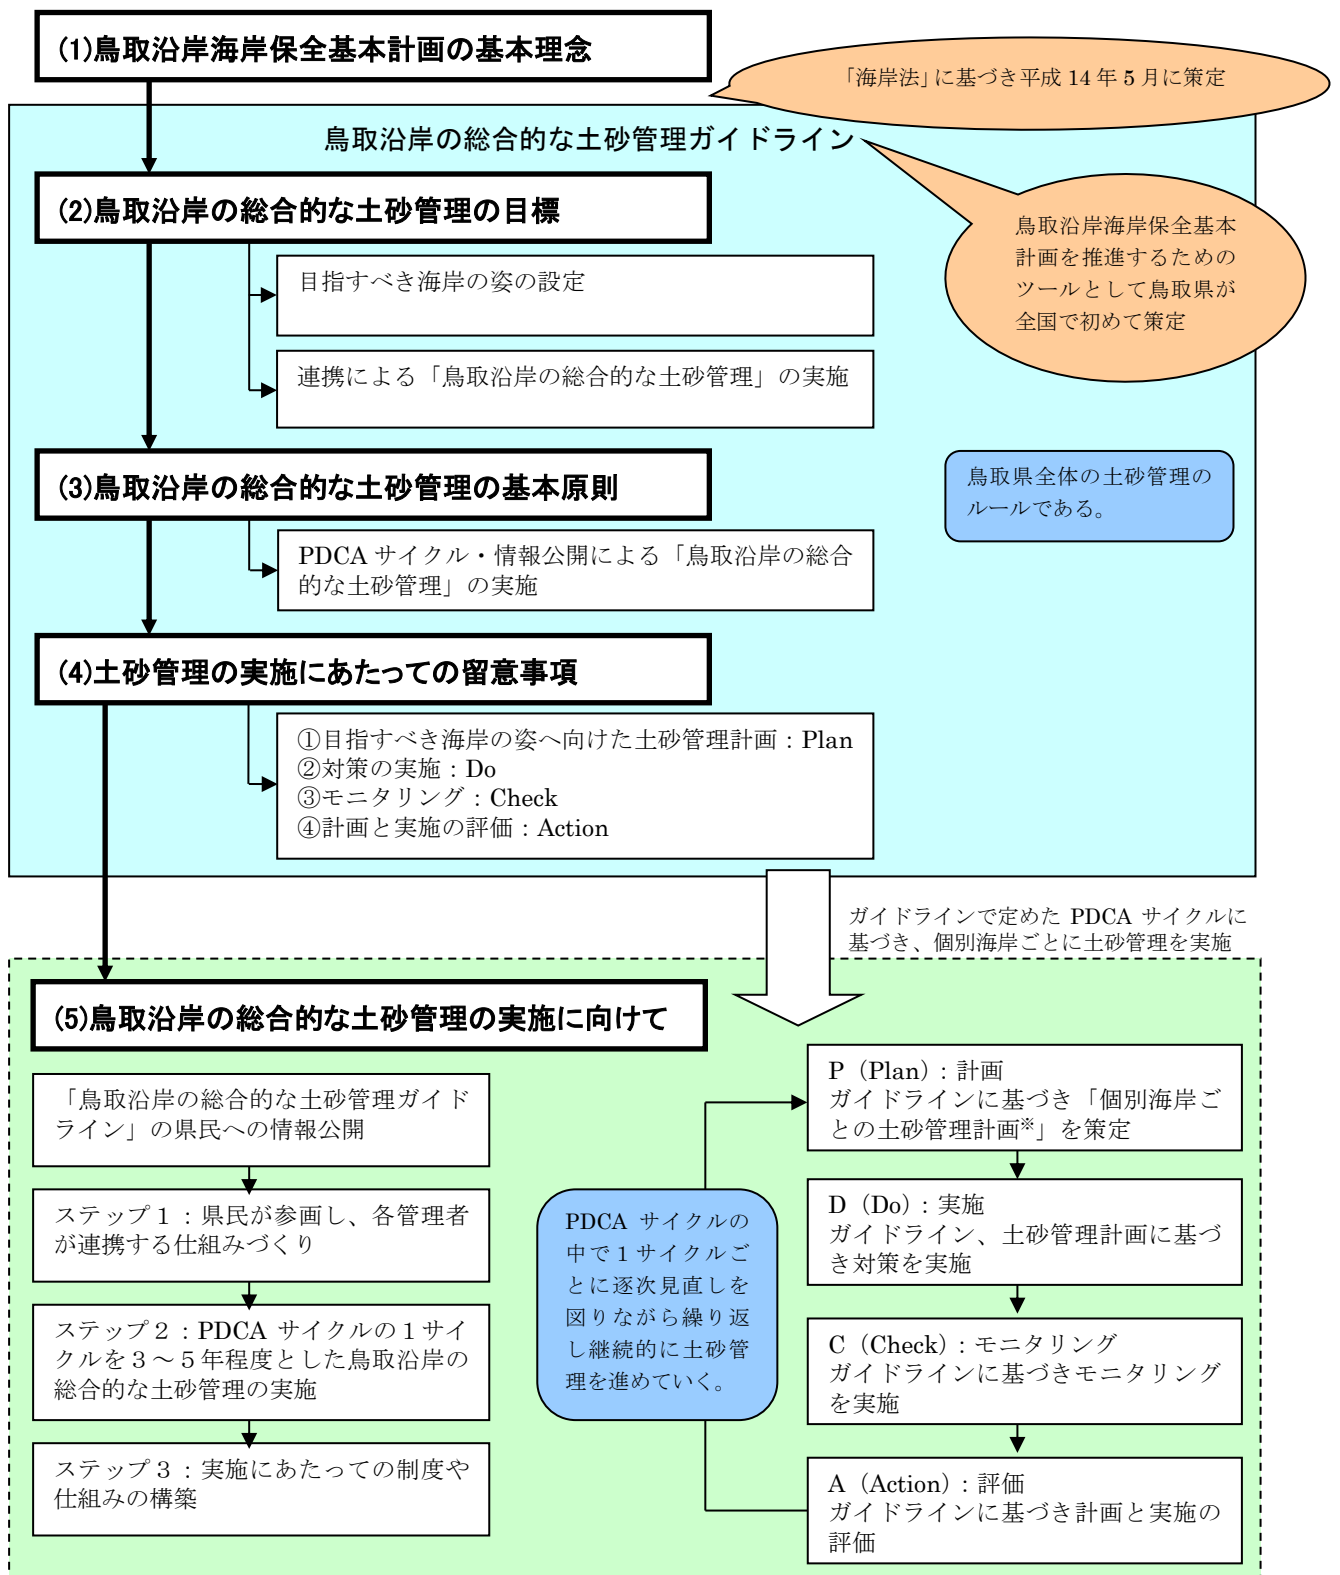 (1)鳥取沿岸海岸保全基本計画の基本理念
「海岸法」に基づき平成 14 年 5 月に策定
鳥取沿岸の総合的な土砂管理ガイドライン
(2)鳥取沿岸の総合的な土砂管理の目標
鳥取沿岸海岸保全基本
計画を推進するための
ツールとして鳥取県が
全国で初めて策定
目指すべき海岸の姿の設定
連携による「鳥取沿岸の総合的な土砂管理」の実施
(3)鳥取沿岸の総合的な土砂管理の基本原則
鳥取県全体の土砂管理の
ルールである。
PDCA サイクル・情報公開による「鳥取沿岸の総合
的な土砂管理」の実施
(4)土砂管理の実施にあたっての留意事項
①目指すべき海岸の姿へ向けた土砂管理計画：Plan
②対策の実施：Do
③モニタリング：Check
④計画と実施の評価：Action
ガイドラインで定めた PDCA サイクルに
基づき、個別海岸ごとに土砂管理を実施
(5)鳥取沿岸の総合的な土砂管理の実施に向けて
「鳥取沿岸の総合的な土砂管理ガイド
ライン」の県民への情報公開
ステップ１：県民が参画し、各管理者
が連携する仕組みづくり
ステップ２：PDCA サイクルの１サイ
クルを３～５年程度とした鳥取沿岸の
総合的な土砂管理の実施
ステップ３：実施にあたっての制度や
仕組みの構築
PDCA サイクルの
中で１サイクルご
とに逐次見直しを
図りながら繰り返
し継続的に土砂管
理を進めていく。
P（Plan）：計画
ガイドラインに基づき「個別海岸ご
との土砂管理計画※」を策定
D（Do）：実施
ガイドライン、土砂管理計画に基づ
き対策を実施
C（Check）：モニタリング
ガイドラインに基づきモニタリング
を実施
A（Action）：評価
ガイドラインに基づき計画と実施の
評価